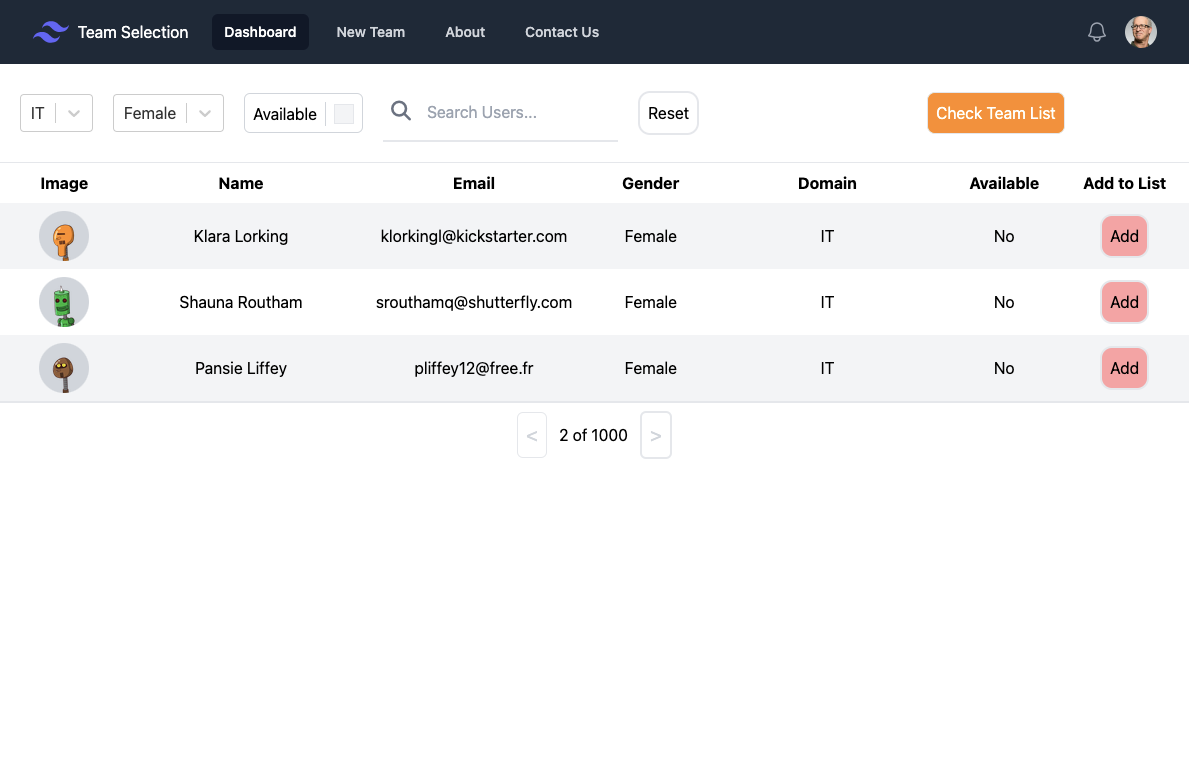 Team Selection Dashboard New Team About Contact Us
IT Female Available Search Users... Reset Check Team List
Image Name Email Gender Domain Available Add to List
Klara Lorking klorkingl@kickstarter.com Female IT No Add
Shauna Routham srouthamq@shutterfly.com Female IT No Add
Pansie Liffey pliffey12@free.fr Female IT No Add
< 2 of 1000 >